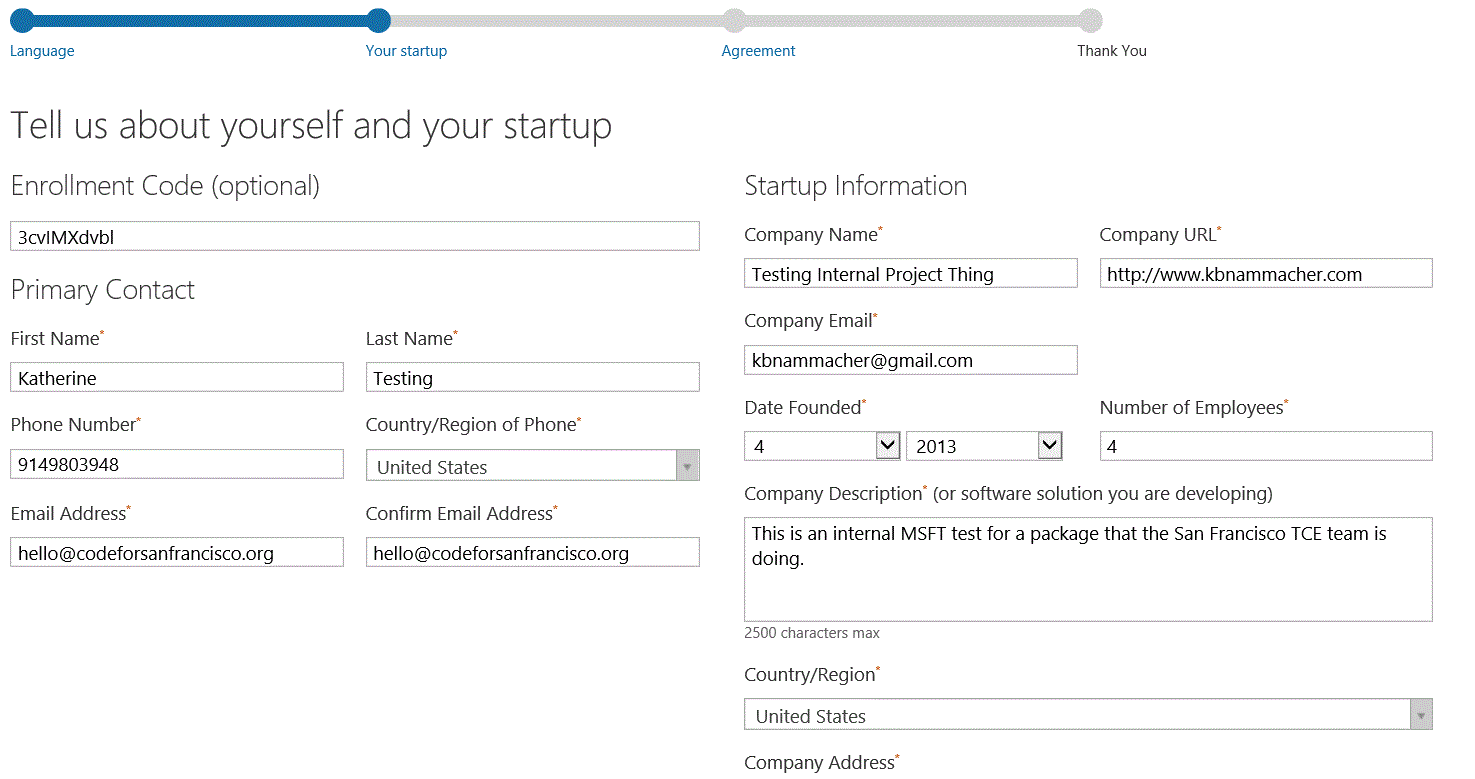 Language
Your startup
Agreement
Thank You
Tell us about yourself and your startup
Enrollment Code (optional)
3cvIMXdvbl
Primary Contact
First Name*
Last Name*
Katherine
Testing
Phone Number*
Country/Region of Phone*
9149803948
United States
Email Address*
Confirm Email Address*
hello@codeforsanfrancisco.org
hello@codeforsanfrancisco.org
Startup Information
Company Name*
Company URL*
Testing Internal Project Thing
http://www.kbnammacher.com
Company Email*
kbnammacher@gmail.com
Date Founded*
Number of Employees*
4
2013
4
Company Description* (or software solution you are developing)
This is an internal MSFT test for a package that the San Francisco TCE team is
doing.
2500 characters max
Country/Region*
United States
Company Address*